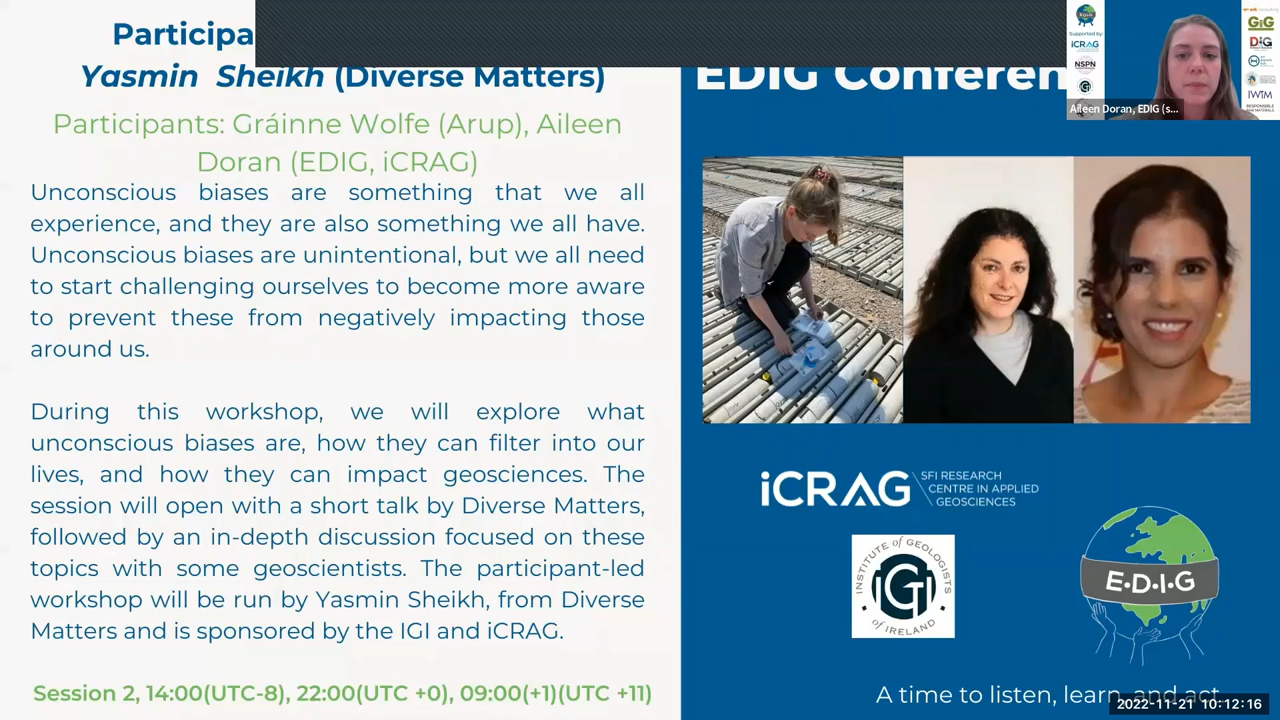 Participa
Yasmin Sheikh (Diverse Matters)
Participants: Gráinne Wolfe (Arup), Aileen
Doran (EDIG, iCRAG)
Unconscious biases are something that we all
experience, and they are also something we all have.
Unconscious biases are unintentional, but we all need
to start challenging ourselves to become more aware
to prevent these from negatively impacting those
around us.
During this workshop, we will explore what
unconscious biases are, how they can filter into our
lives, and how they can impact geosciences. The
session will open with a short talk by Diverse Matters,
followed by an in-depth discussion focused on these
topics with some geoscientists. The participant-led
workshop will be run by Yasmin Sheikh, from Diverse
Matters and is sponsored by the IGI and iCRAG.
Session 2, 14:00(UTC-8), 22:00(UTC +0), 09:00(+1)(UTC +11)
EDIG Conferen
Supported by:
iCRAG
NSPN
GiG
DiG
IWiM
Aileen Doran, EDIG (s...
iCRAG
SFI RESEARCH
CENTRE IN APPLIED
GEOSCIENCES
INSTITUTE of GEOLOGISTS
IGI
of IRELAND
E·D·I·G
A time to listen, learn, and act
2022-11-21 10:12:16